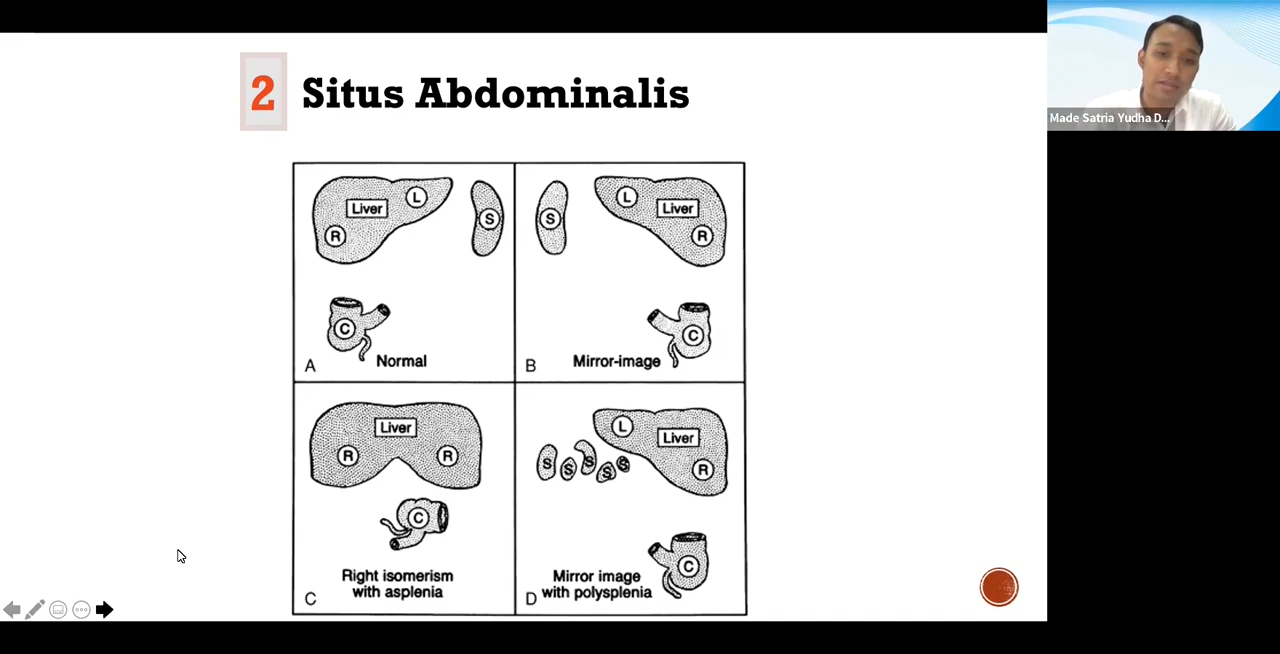 2 Situs Abdominalis
Made Satria Yudha D...
Liver L R S
C
A Normal
S L Liver R
C
B Mirror-image
Liver
R R
C
Right isomerism
C with asplenia
L Liver R
S S S S S
C
Mirror image
D with polysplenia